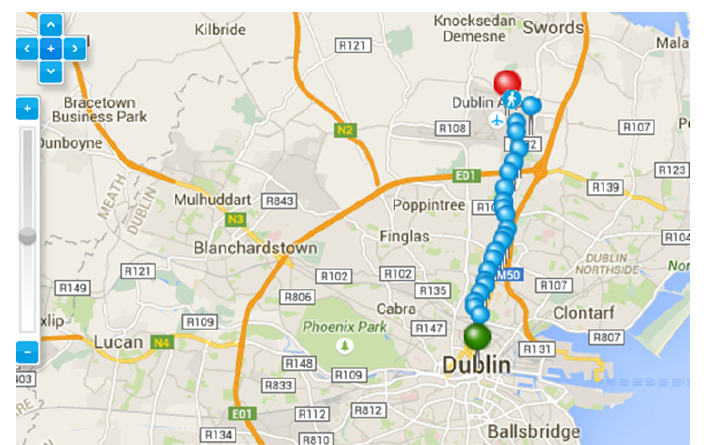 Knocksedan
Demesne
Swords
Kilbride
R121
Mala
Bracetown
Business Park
Dunboyne
N2
Dublin
R108
R107
R123
MEATH
DUBLIN
E01
R139
Mulhuddart
R843
Poppintree
N3
Finglas
Blanchardstown
R104
DUBLIN
NORTHSIDE
R121
R102
R102
M50
R107
Nor
R149
R806
R135
Cabra
Clontarf
xlip
R109
Phoenix Park
R147
R807
Lucan
N4
R148
R131
R109
Dublin
R833
E01
R112
R812
R134
R810
Ballsbridge